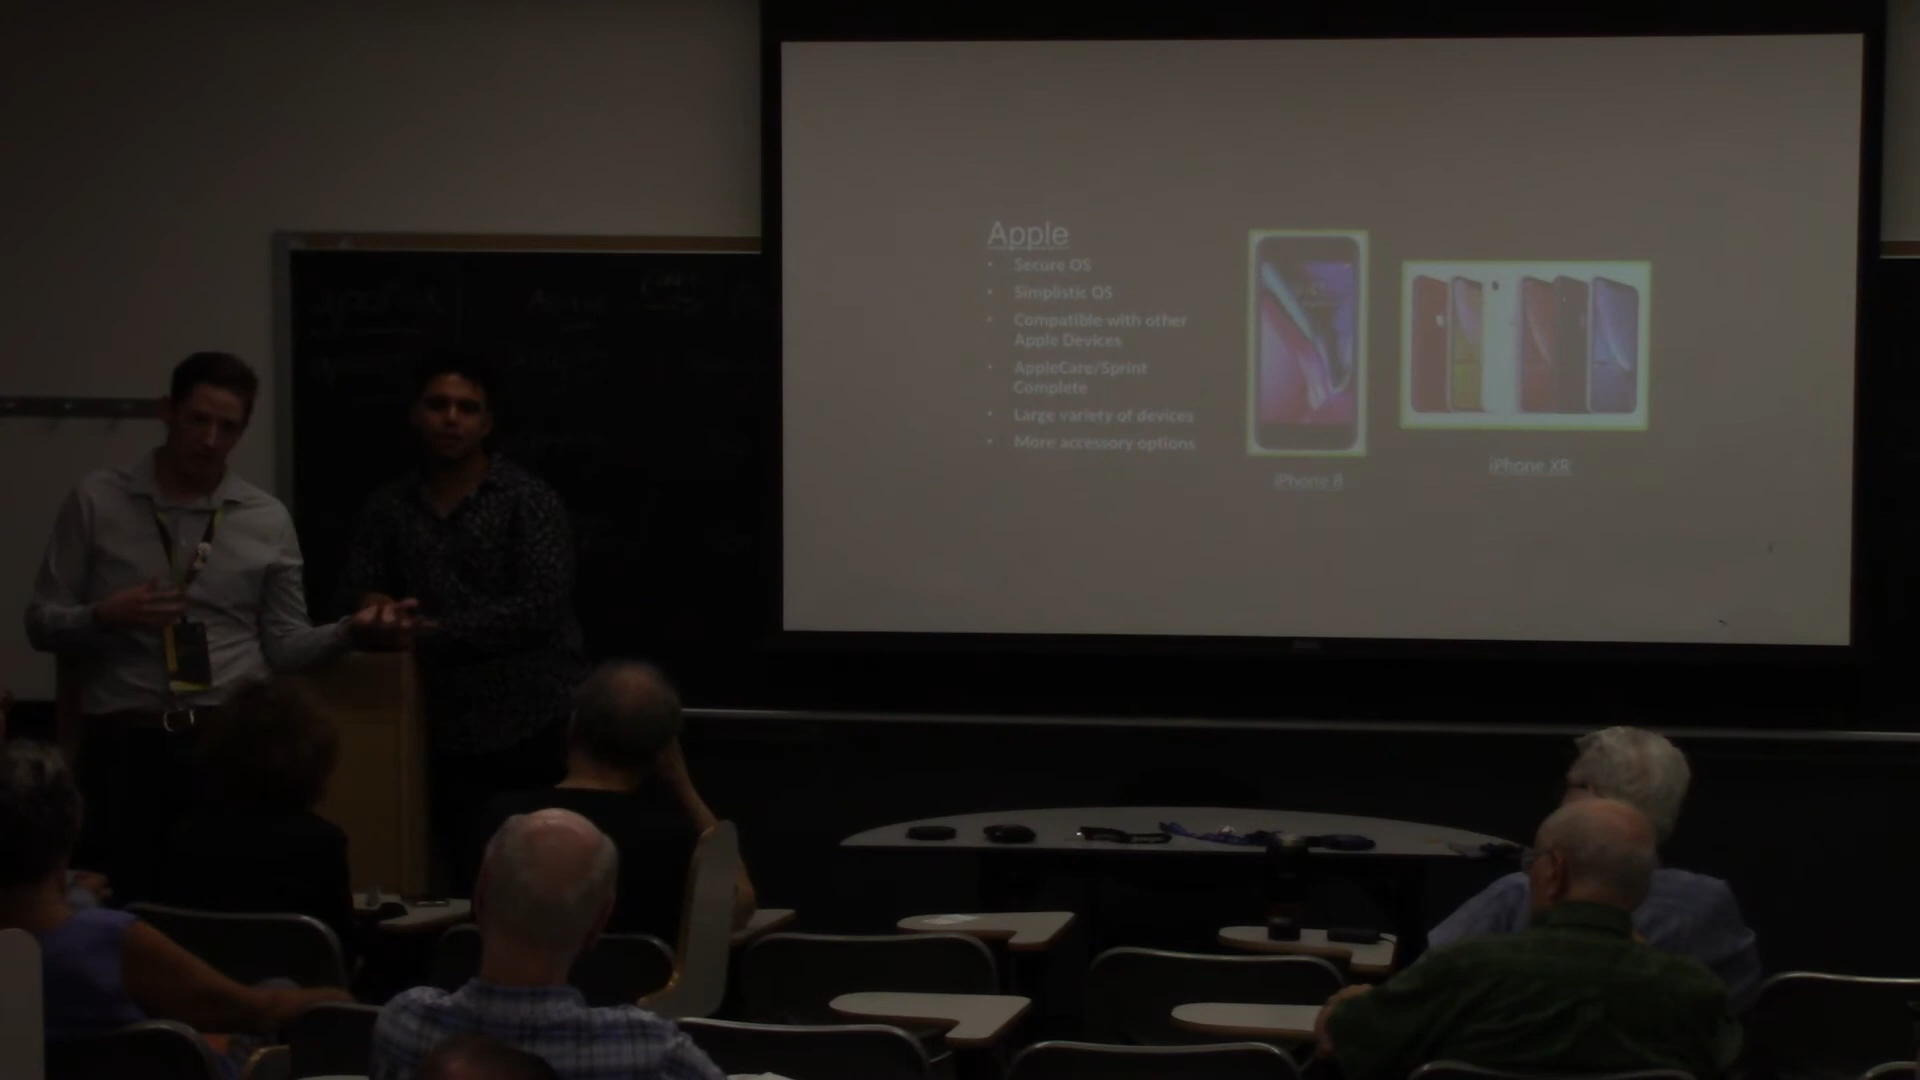 Apple
• Secure OS
• Simplistic OS
• Compatible with other
Apple Devices
• AppleCare/Sprint
Complete
• Large variety of devices
• More accessory options
iPhone 8
iPhone XR